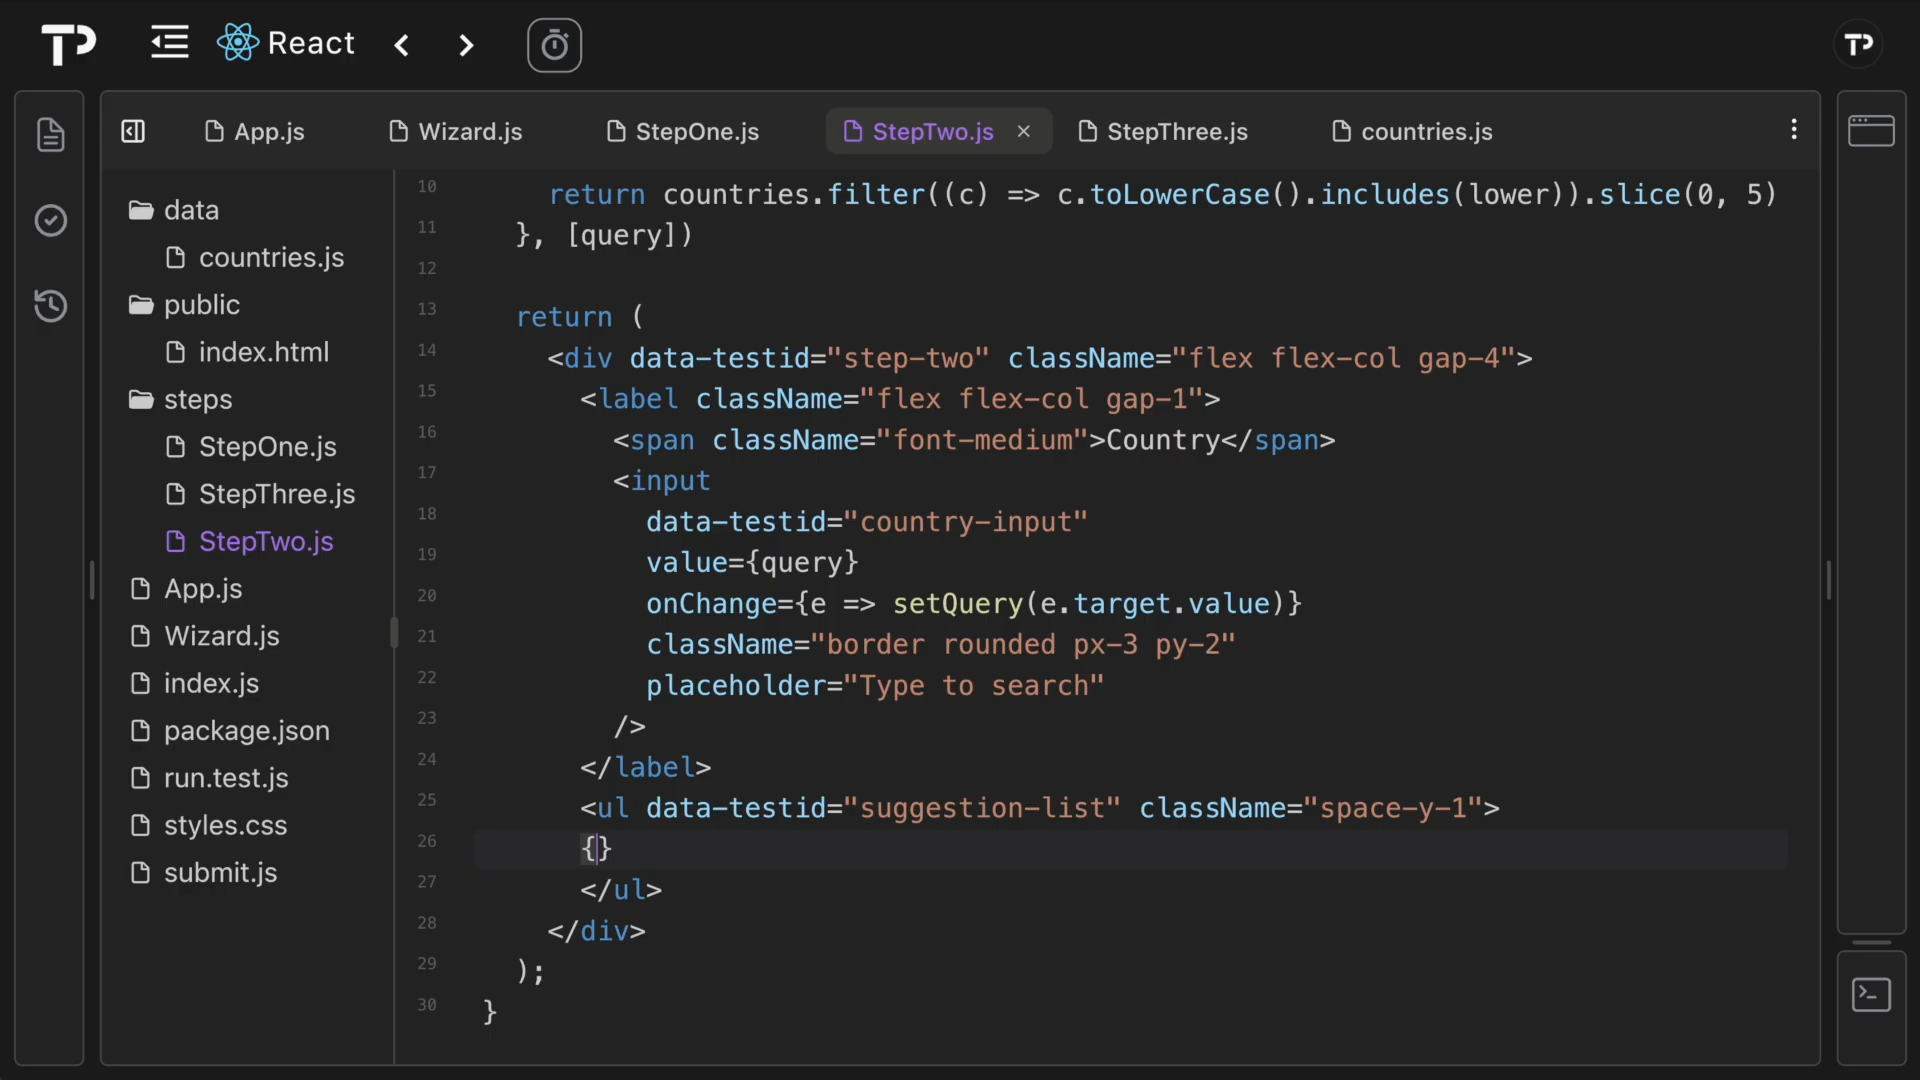 TP React TP
App.js Wizard.js StepOne.js StepTwo.js × StepThree.js countries.js
data
countries.js
public
index.html
steps
StepOne.js
StepThree.js
StepTwo.js
App.js
Wizard.js
index.js
package.json
run.test.js
styles.css
submit.js
10 return countries.filter((c) => c.toLowerCase().includes(lower)).slice(0, 5)
11 }, [query])
12
13 return (
14 <div data-testid="step-two" className="flex flex-col gap-4">
15 <label className="flex flex-col gap-1">
16 <span className="font-medium">Country</span>
17 <input
18 data-testid="country-input"
19 value={query}
20 onChange={e => setQuery(e.target.value)}
21 className="border rounded px-3 py-2"
22 placeholder="Type to search"
23 />
24 </label>
25 <ul data-testid="suggestion-list" className="space-y-1">
26 {}
27 </ul>
28 </div>
29 );
30 }